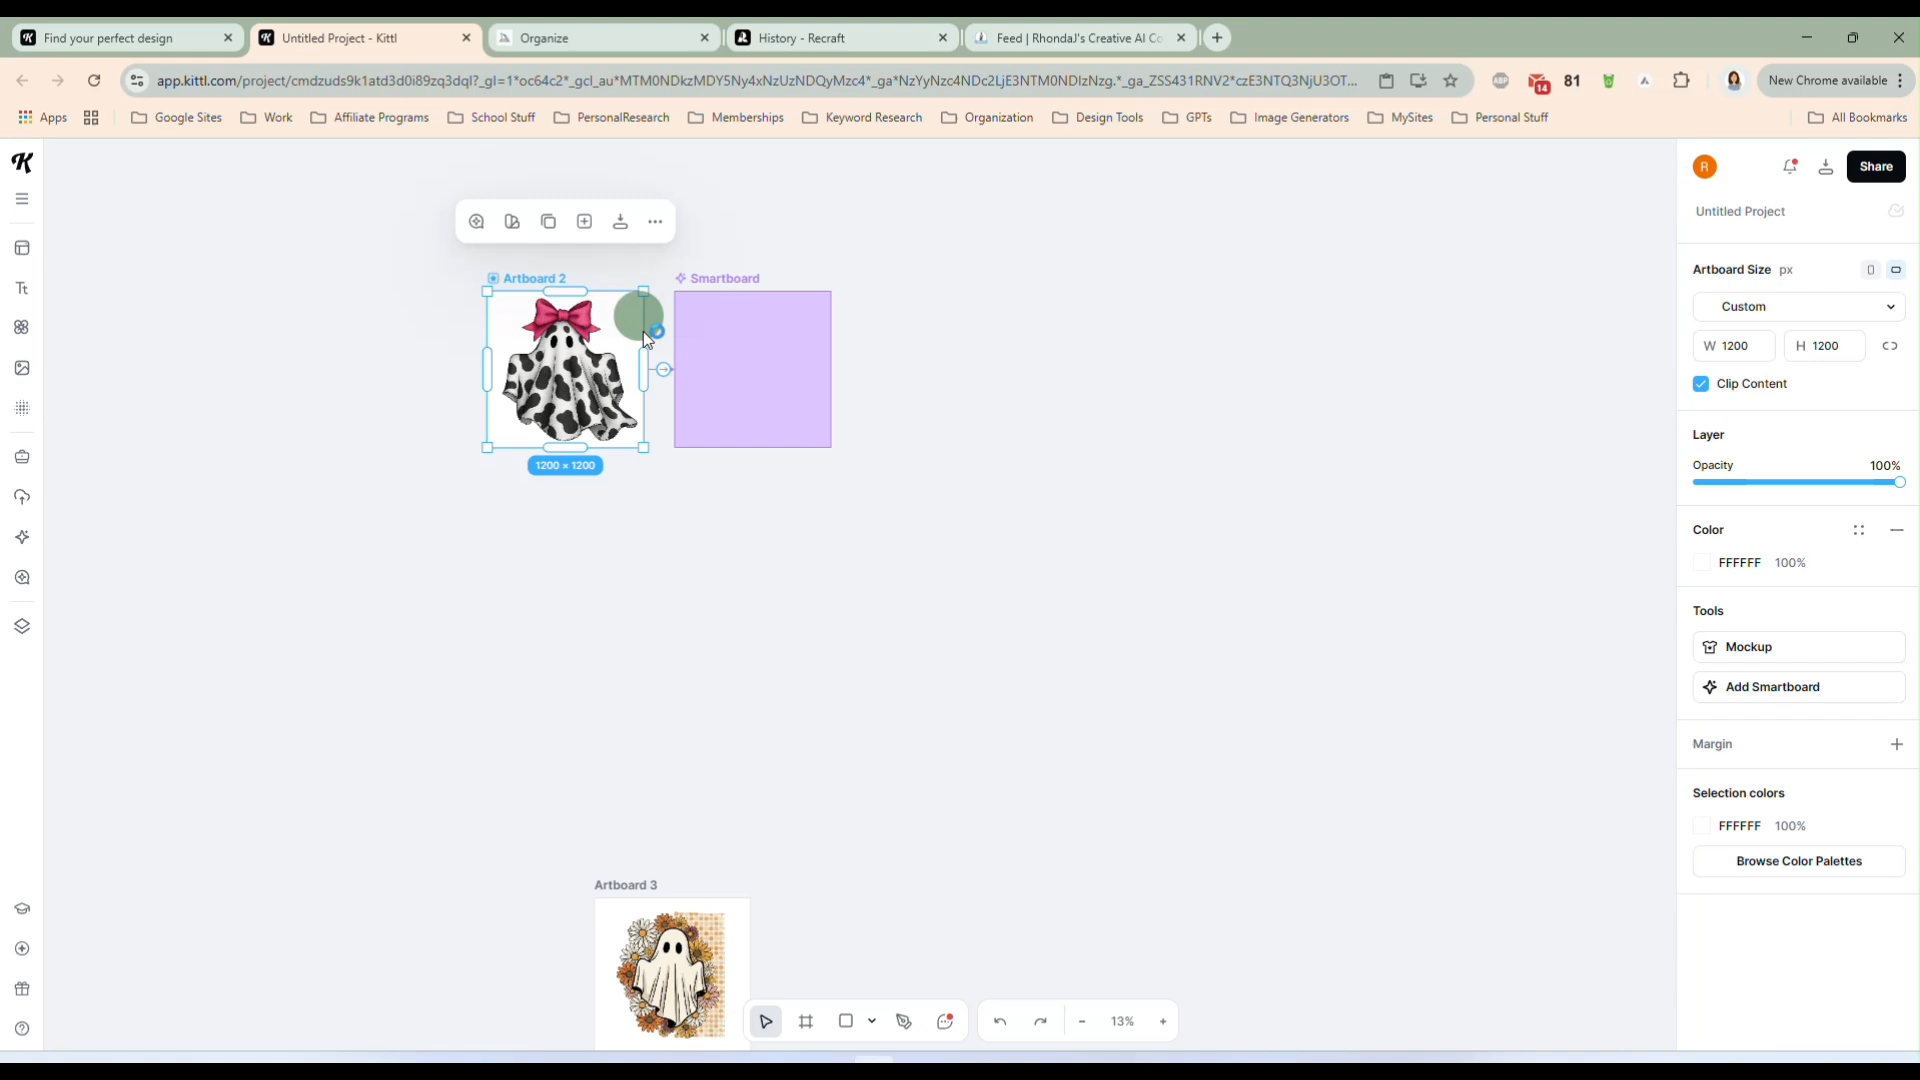 Find your perfect design
Untitled Project - Kittl
Organize
History - Recraft
Feed | RhondaJ's Creative AI Co
app.kittl.com/project/cmdzuds9k1atd3d0i89zq3dql?_gl=1*oc64c2*_gcl_au*MTM0NDkzMDY5Ny4xNzUzNDQyMzc4*_ga*NzYyNzc4NDc2LjE3NTM0NDIzNzg.*_ga_ZSS431RNV2*czE3NTQ3NjU3OT...
14
81
New Chrome available
Apps
Google Sites
Work
Affiliate Programs
School Stuff
PersonalResearch
Memberships
Keyword Research
Organization
Design Tools
GPTs
Image Generators
MySites
Personal Stuff
All Bookmarks
R
Share
Untitled Project
Artboard 2
Smartboard
1200 × 1200
Artboard 3
Artboard Size px
Custom
W 1200
H 1200
Clip Content
Layer
Opacity
100%
Color
FFFFFF 100%
Tools
Mockup
Add Smartboard
Margin
Selection colors
FFFFFF 100%
Browse Color Palettes
13%